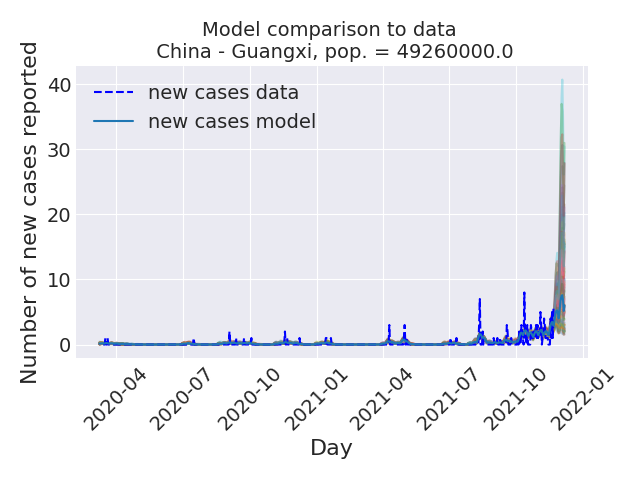 Model comparison to data
China - Guangxi, pop. = 49260000.0
Number of new cases reported
40
30
20
10
0
new cases data
new cases model
2020-04
2020-07
2020-10
2021-01
2021-04
2021-07
2021-10
2022-01
Day